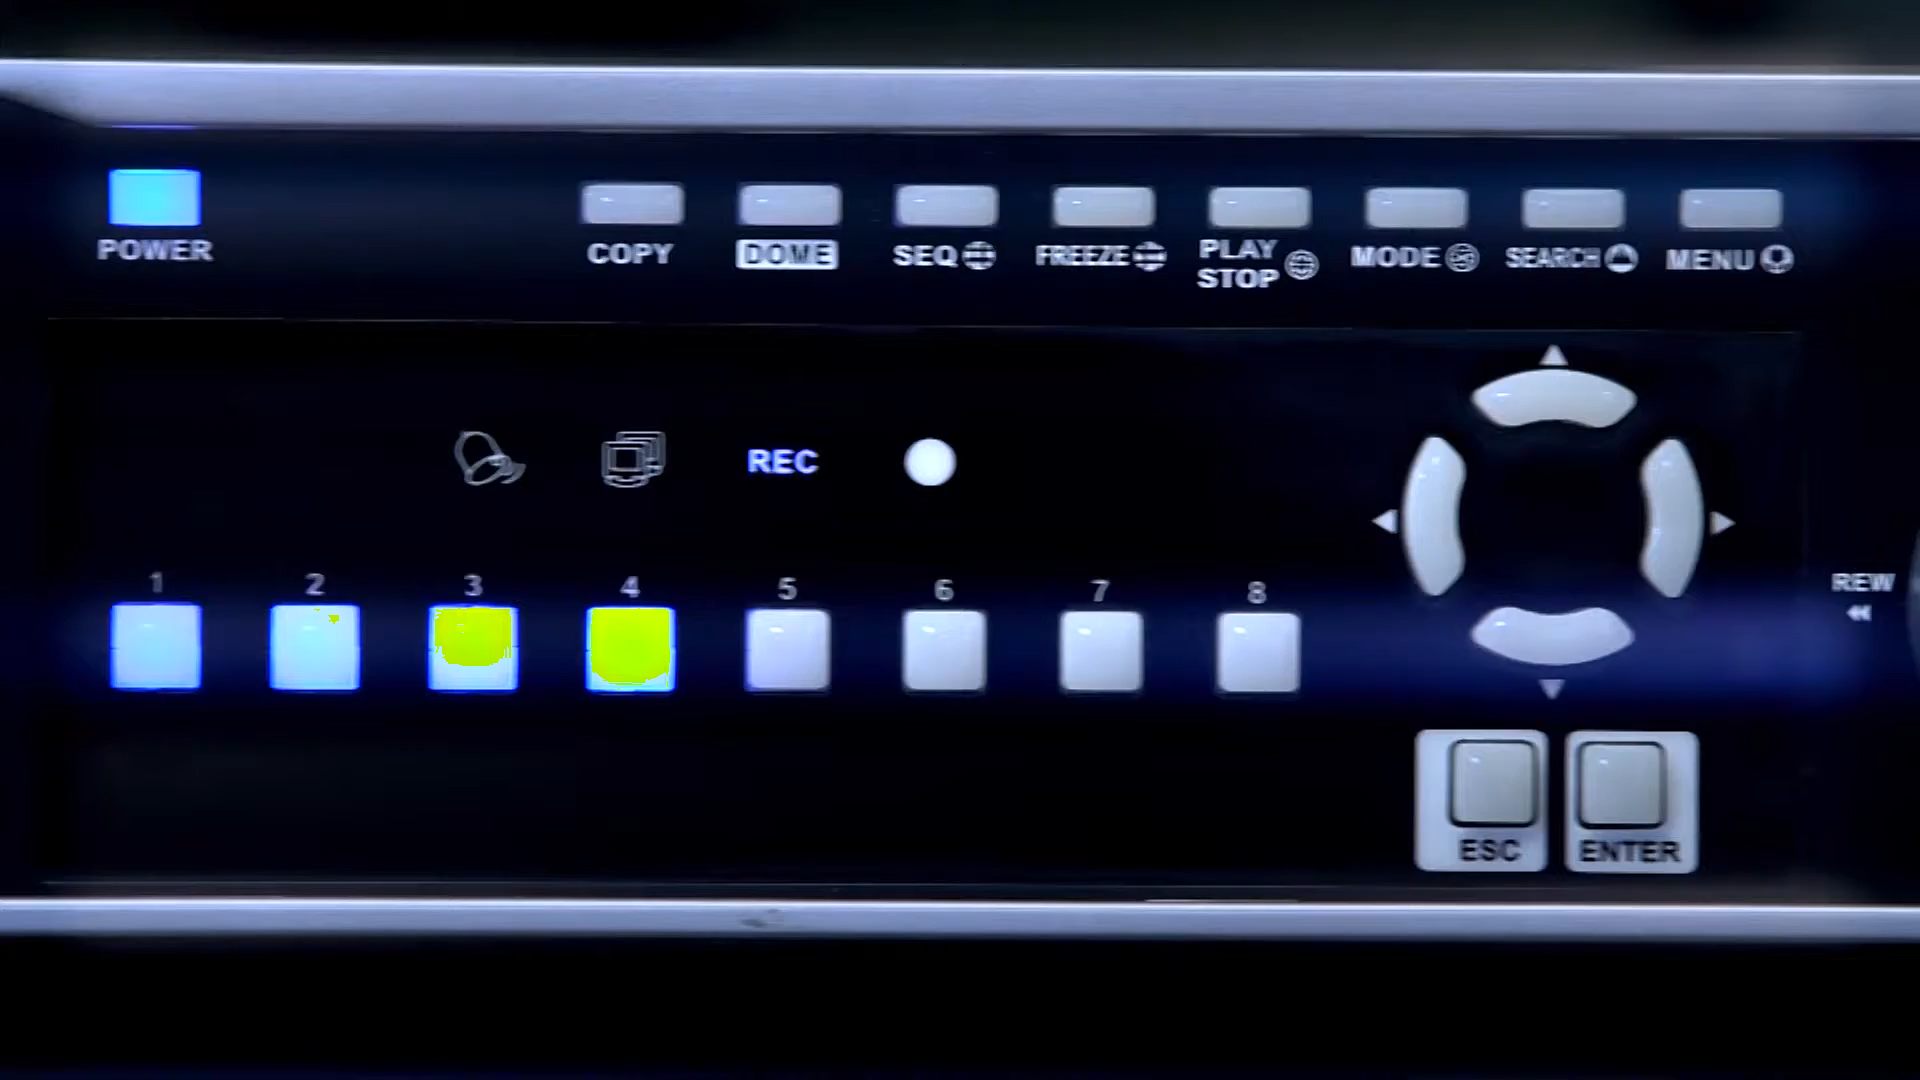 POWER
COPY
DOME
SEQ
FREEZE
PLAY
STOP
MODE
SEARCH
MENU
REC
1 2 3 4 5 6 7 8
REW
ESC
ENTER